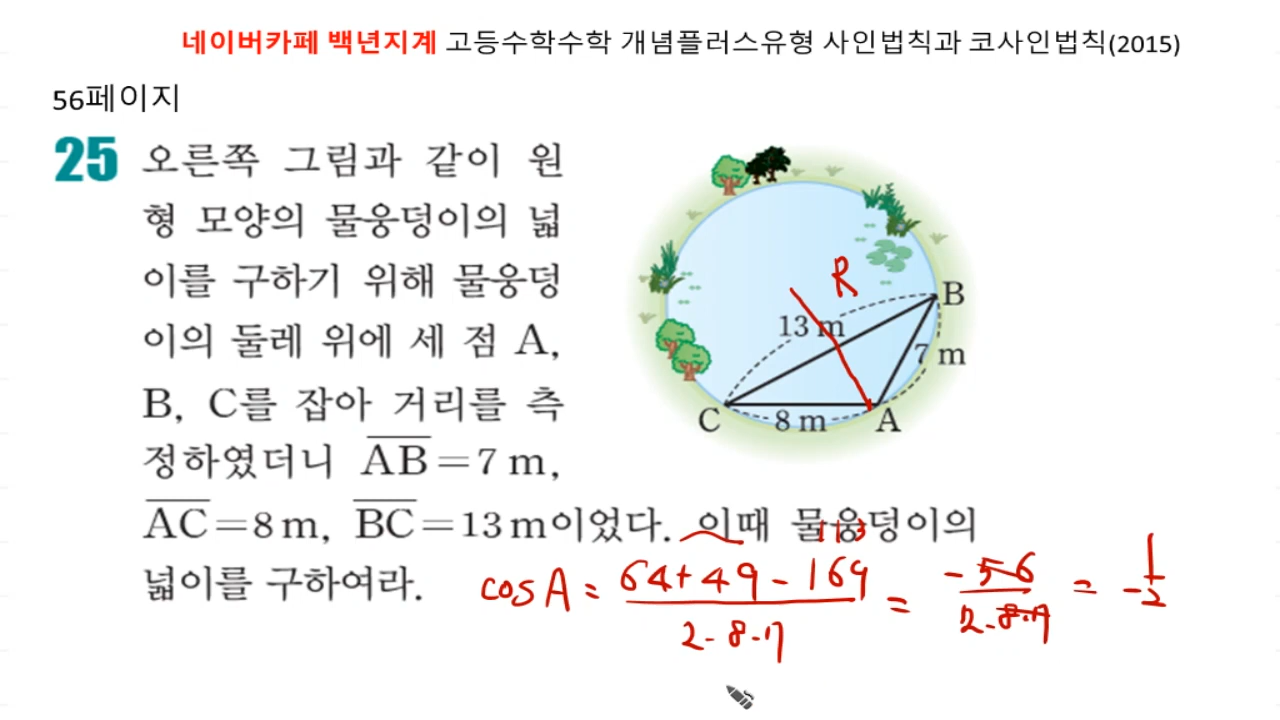 네이버카페 백년지계 고등수학수학 개념플러스유형 사인법칙과 코사인법칙(2015)
56페이지
25 오른쪽 그림과 같이 원
형 모양의 물웅덩이의 넓
이를 구하기 위해 물웅덩
이의 둘레 위에 세 점 A,
B, C를 잡아 거리를 측
정하였더니 AB=7 m,
AC=8 m, BC=13 m이었다. 이때 물웅덩이의
넓이를 구하여라.
R
B
13 m
7 m
C
8 m
A
113
cos A = (64+49-169)/(2·8·7) = -56/(2·8·7) = -1/2